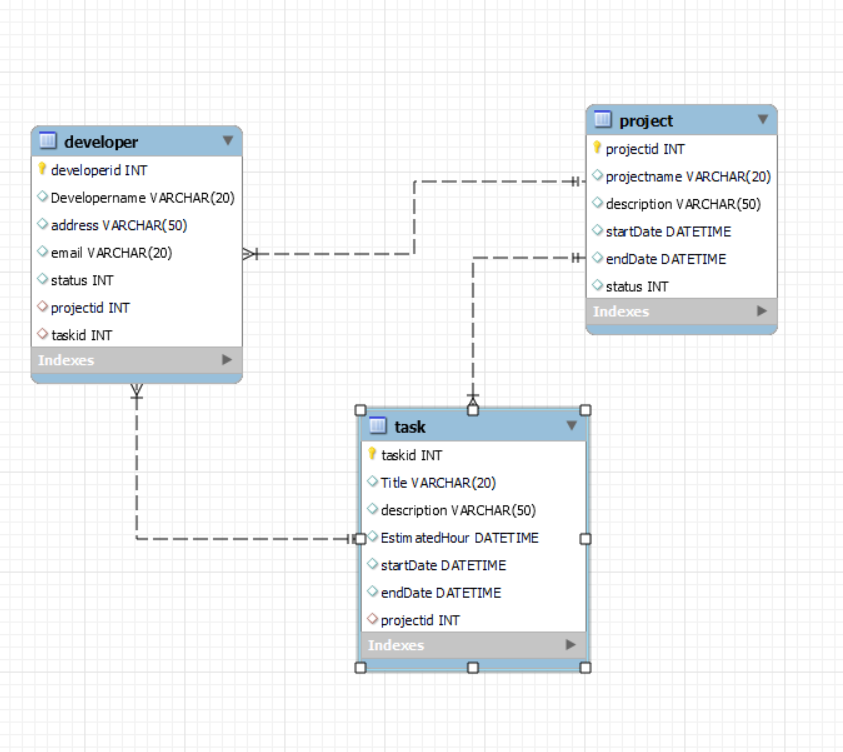 developer
developerid INT
Developername VARCHAR(20)
address VARCHAR(50)
email VARCHAR(20)
status INT
projectid INT
taskid INT
Indexes
project
projectid INT
projectname VARCHAR(20)
description VARCHAR(50)
startDate DATETIME
endDate DATETIME
status INT
Indexes
task
taskid INT
Title VARCHAR(20)
description VARCHAR(50)
EstimatedHour DATETIME
startDate DATETIME
endDate DATETIME
projectid INT
Indexes